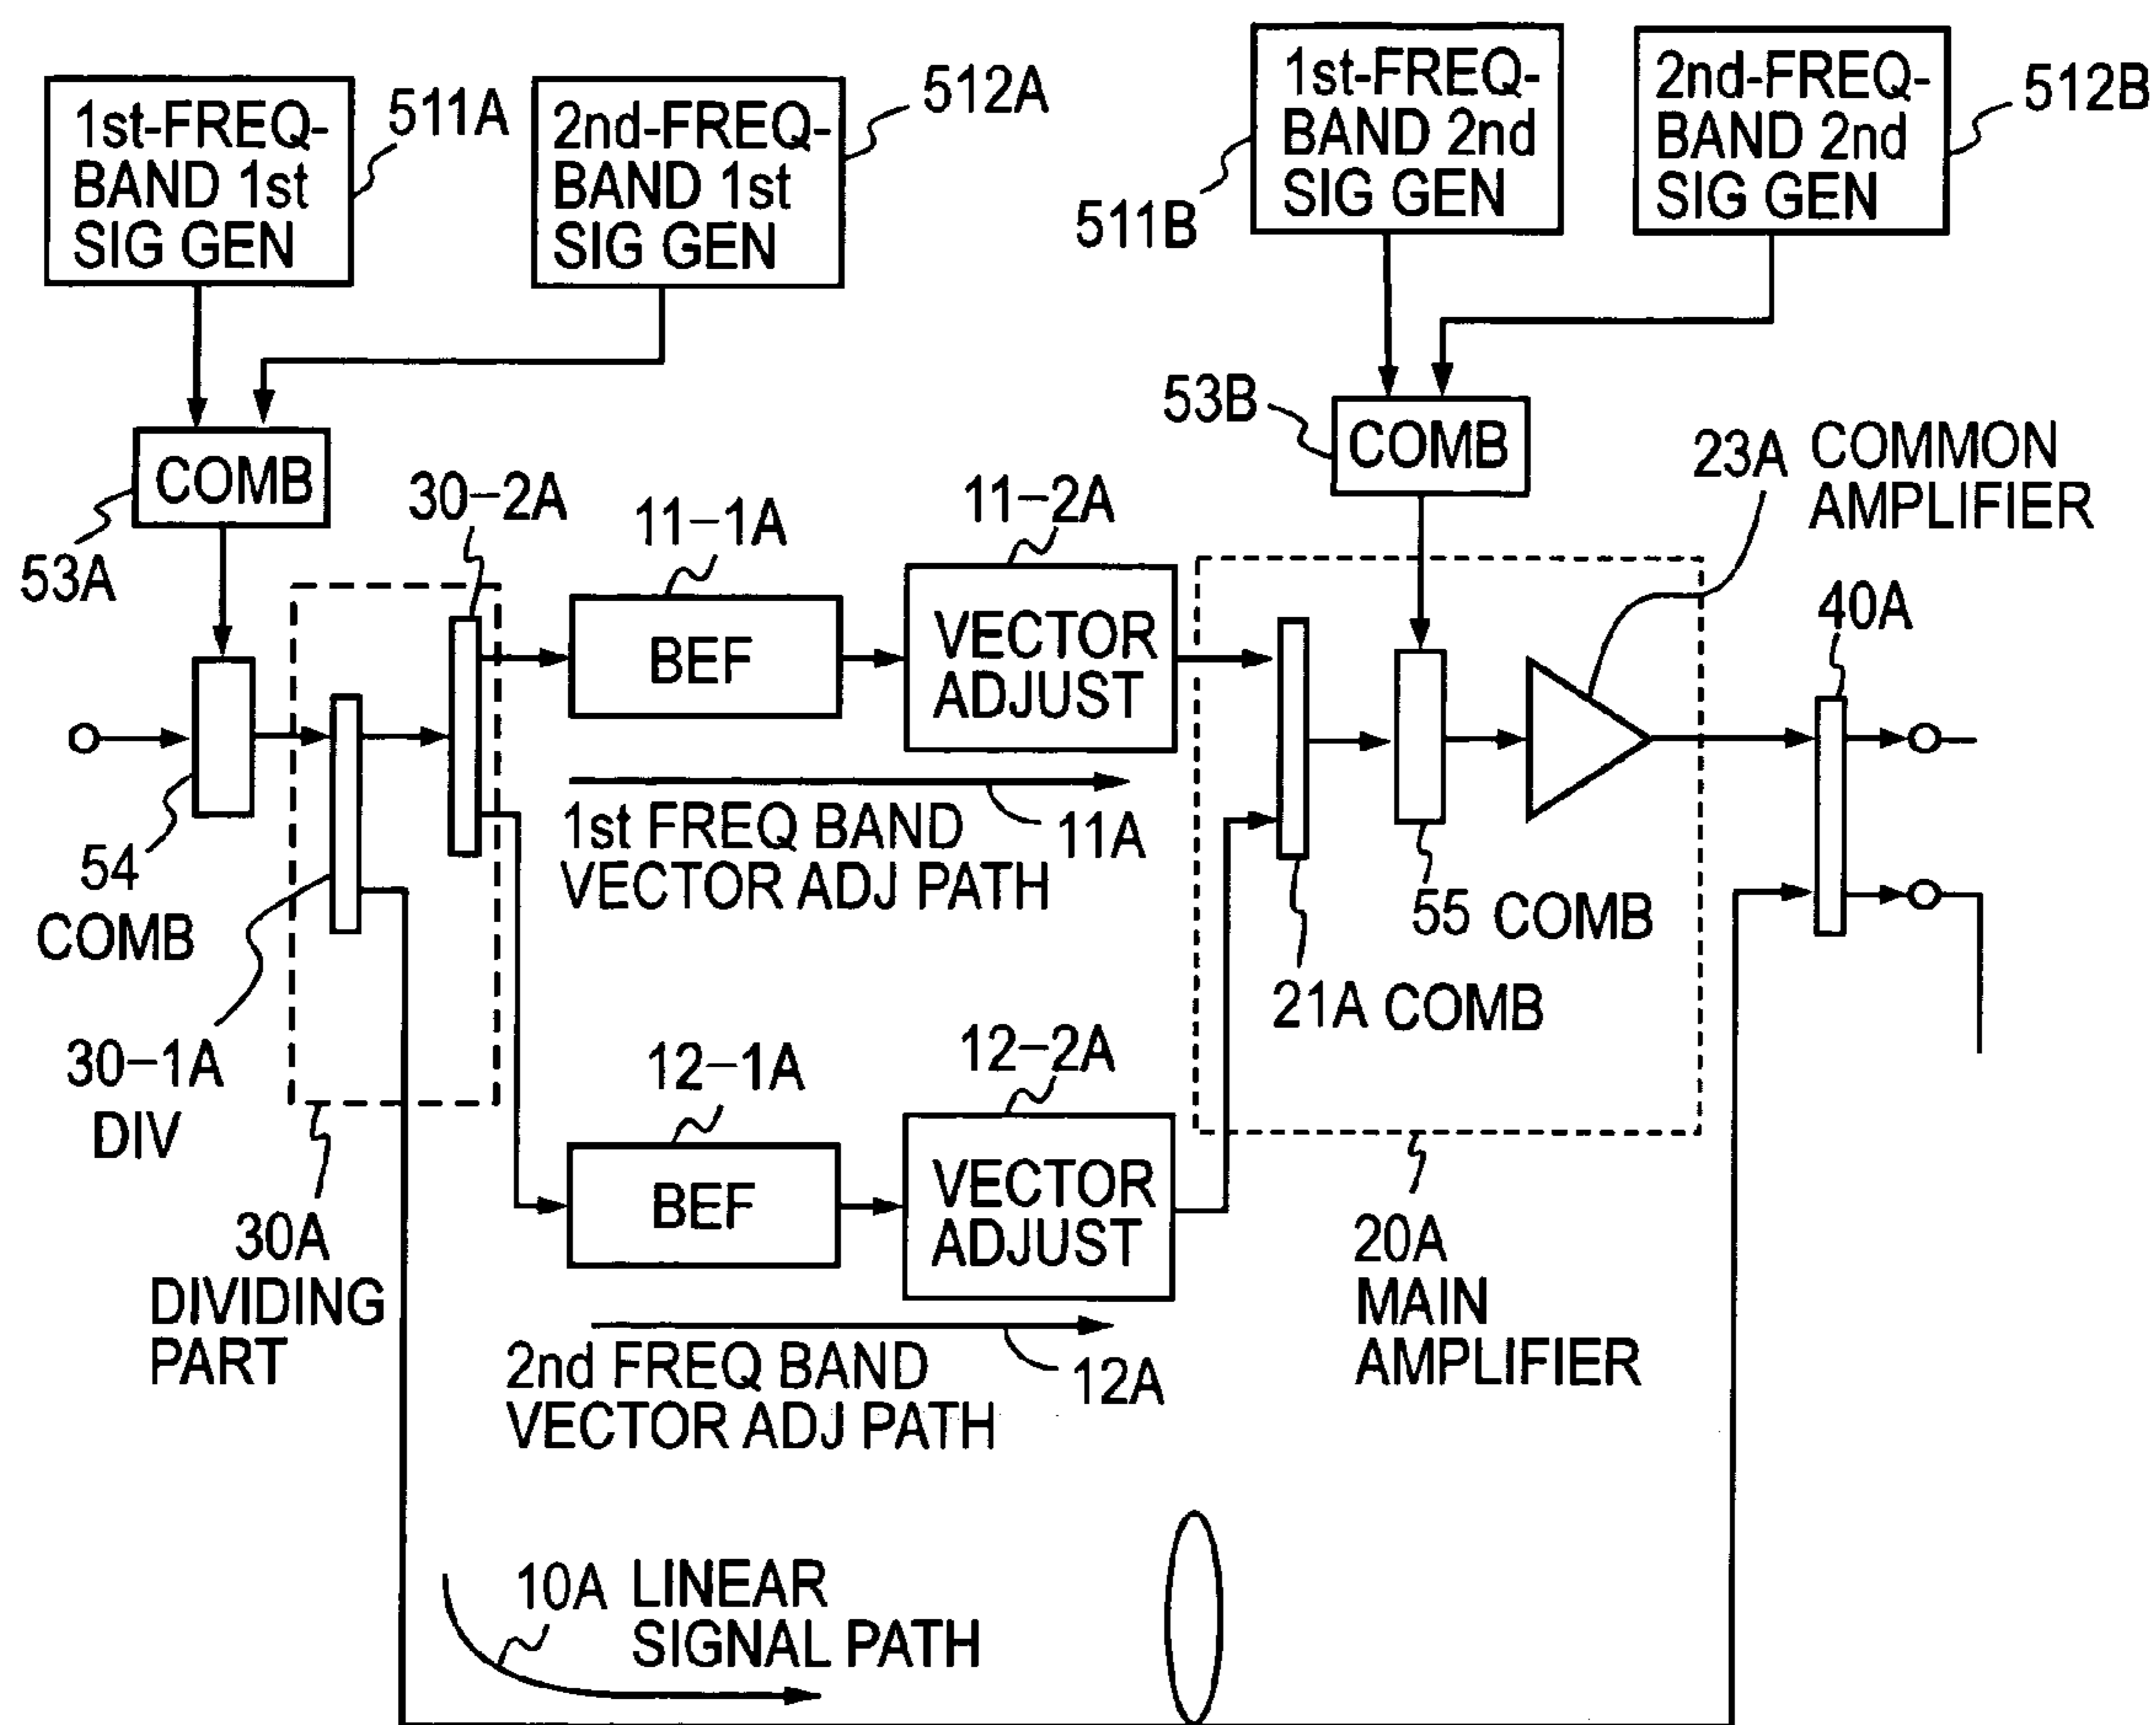 1st-FREQ-
BAND 1st
SIG GEN
511A
2nd-FREQ-
BAND 1st
SIG GEN
512A
1st-FREQ-
BAND 2nd
SIG GEN
511B
2nd-FREQ-
BAND 2nd
SIG GEN
512B
COMB
53A
53B
COMB
23A COMMON
AMPLIFIER
30-2A
11-1A
11-2A
BEF
VECTOR
ADJUST
40A
54
COMB
1st FREQ BAND
VECTOR ADJ PATH
11A
55 COMB
21A COMB
30-1A
DIV
12-1A
12-2A
BEF
VECTOR
ADJUST
30A
DIVIDING
PART
20A
MAIN
AMPLIFIER
2nd FREQ BAND
VECTOR ADJ PATH
12A
10A LINEAR
SIGNAL PATH